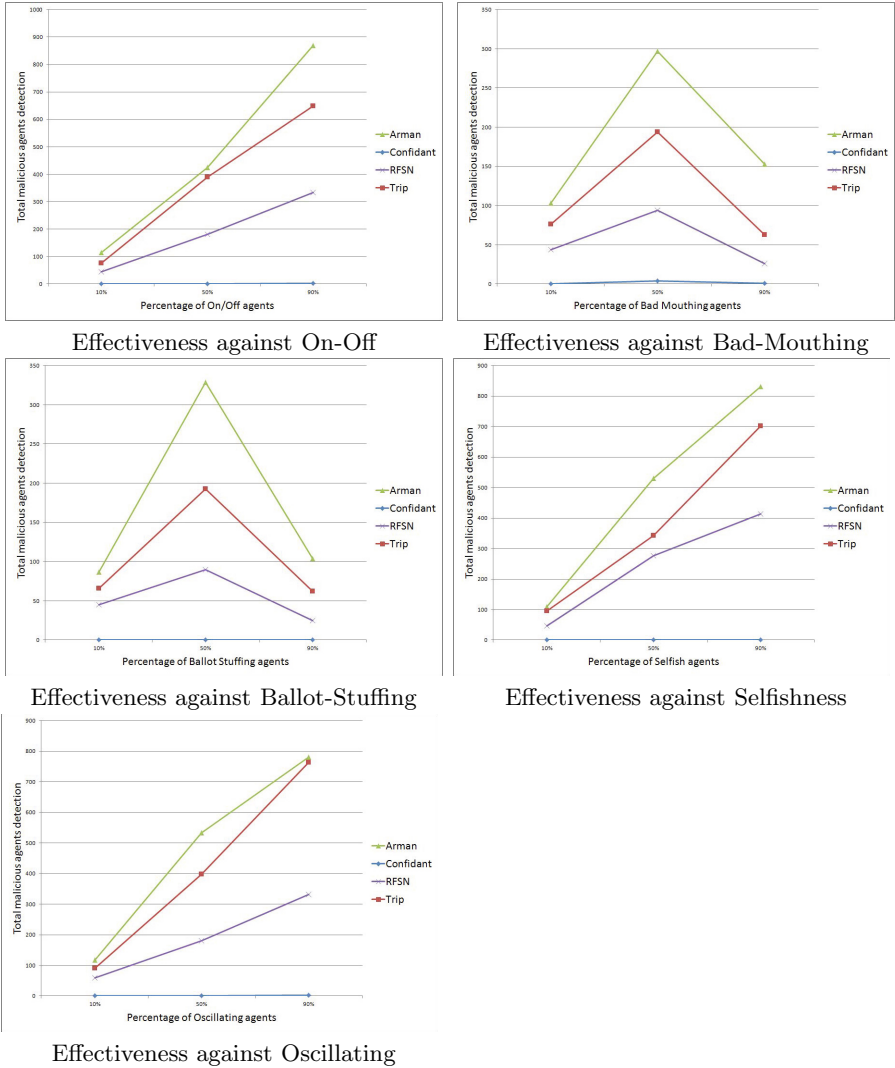 1000
900
800
700
600
500
400
300
200
100
0
Total malicious agents detection
10%
50%
90%
Percentage of On/Off agents
Arman
Confidant
RFSN
Trip
Effectiveness against On-Off
350
300
250
200
150
100
50
0
Total malicious agents detection
10%
50%
90%
Percentage of Bad Mouthing agents
Arman
Confidant
RFSN
Trip
Effectiveness against Bad-Mouthing
350
300
250
200
150
100
50
0
Total malicious agents detection
10%
50%
90%
Percentage of Ballot Stuffing agents
Arman
Confidant
RFSN
Trip
Effectiveness against Ballot-Stuffing
900
800
700
600
500
400
300
200
100
0
Total malicious agents detection
10%
50%
90%
Percentage of Selfish agents
Arman
Confidant
RFSN
Trip
Effectiveness against Selfishness
900
800
700
600
500
400
300
200
100
0
Total malicious agents detection
10%
50%
90%
Percentage of Oscillating agents
Arman
Confidant
RFSN
Trip
Effectiveness against Oscillating